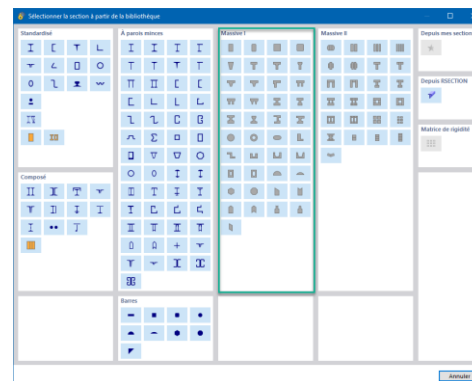 Sélectionner la section à partir de la bibliothèque
Standardisé
À parois minces
Massive I
Massive II
Depuis mes section
Depuis RSECTION
Matrice de rigidité
Composé
Barres
Annuler